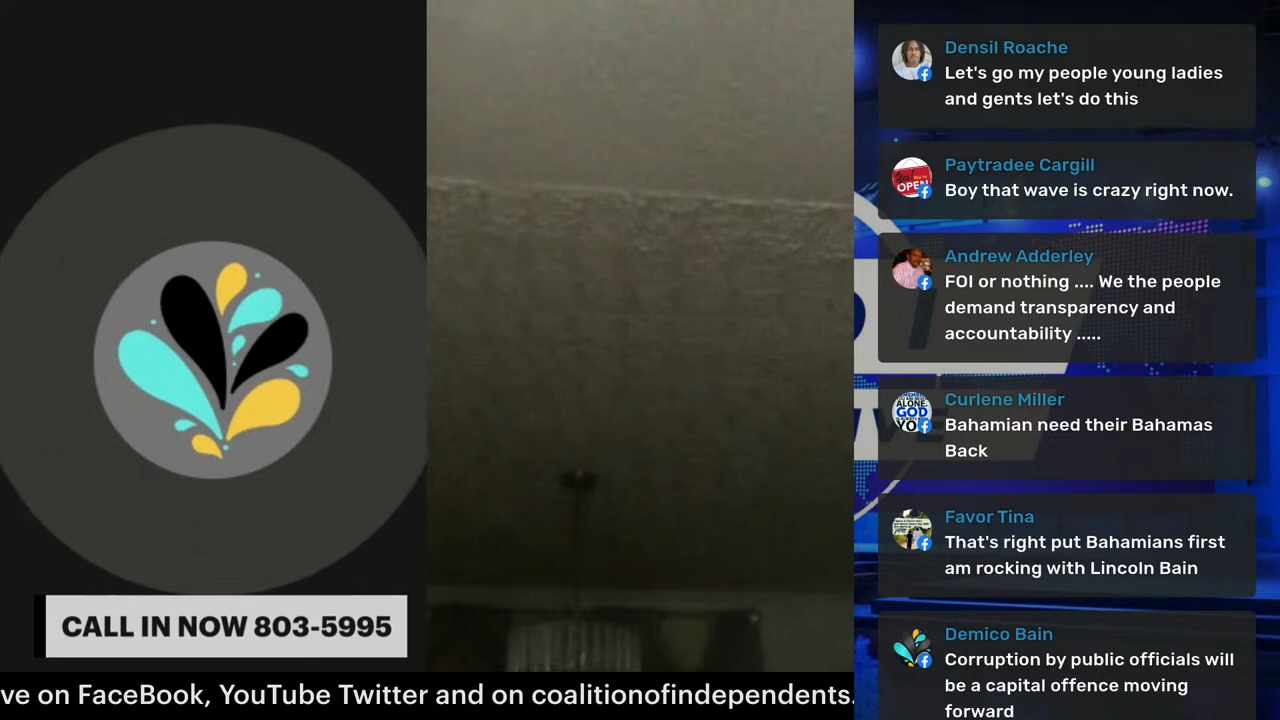 CALL IN NOW 803-5995
ve on FaceBook, YouTube Twitter and on coalitionofindependents.
Densil Roache
Let's go my people young ladies
and gents let's do this
Paytradee Cargill
Boy that wave is crazy right now.
OPEN
Andrew Adderley
FOI or nothing .... We the people
demand transparency and
accountability .....
Curlene Miller
Bahamian need their Bahamas
Back
ALONE,
GOD
Favor Tina
That's right put Bahamians first
am rocking with Lincoln Bain
Demico Bain
Corruption by public officials will
be a capital offence moving
forward